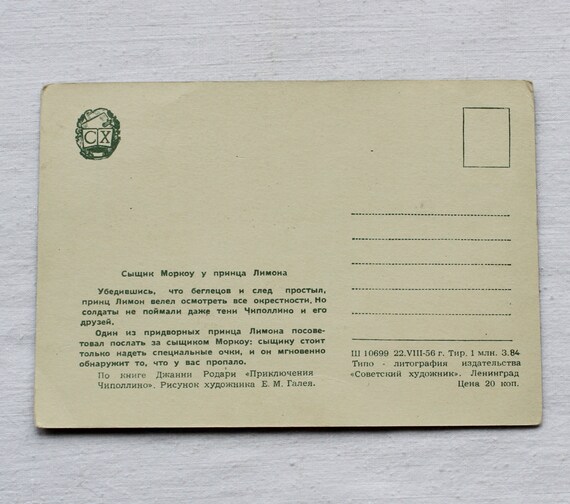 СХ
Сыщик Моркоу у принца Лимона
Убедившись, что беглецов и след простыл,
принц Лимон велел осмотреть все окрестности. Но
солдаты не поймали даже тени Чиполлино и его
друзей.
Один из придворных принца Лимона посове-
товал послать за сыщиком Моркоу: сыщику стоит
только надеть специальные очки, и он мгновенно
обнаружит то, что у вас пропало.
По книге Джанни Родари «Приключения
Чиполлино». Рисунок художника Е. М. Галея.
Ш 10699 22.VIII-56 г. Тир. 1 млн. З.84
Типо - литография издательства
«Советский художник». Ленинград
Цена 20 коп.